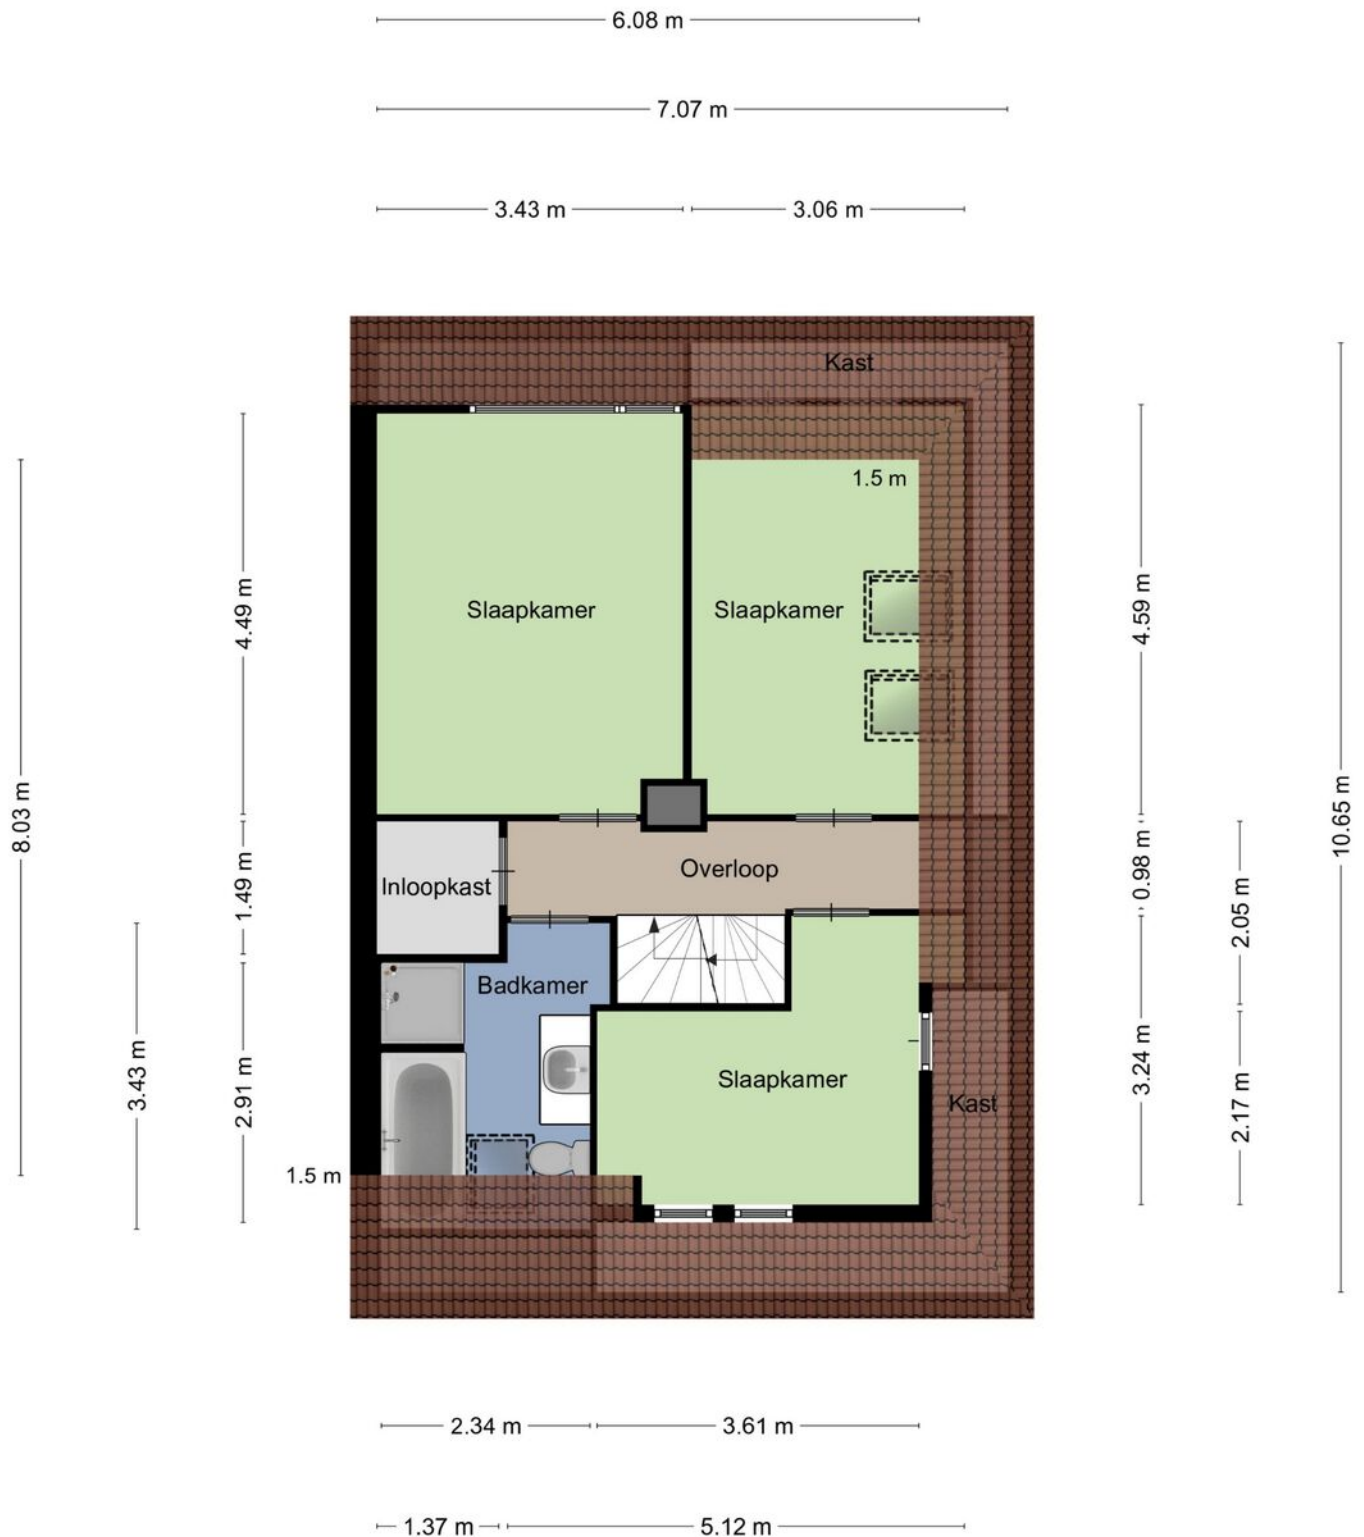 6.08 m
7.07 m
3.43 m
3.06 m
Kast
1.5 m
Slaapkamer
Slaapkamer
4.49 m
4.59 m
8.03 m
10.65 m
Inloopkast
Overloop
1.49 m
0.98 m
2.05 m
Badkamer
Slaapkamer
Kast
3.43 m
2.91 m
3.24 m
2.17 m
1.5 m
2.34 m
3.61 m
1.37 m
5.12 m